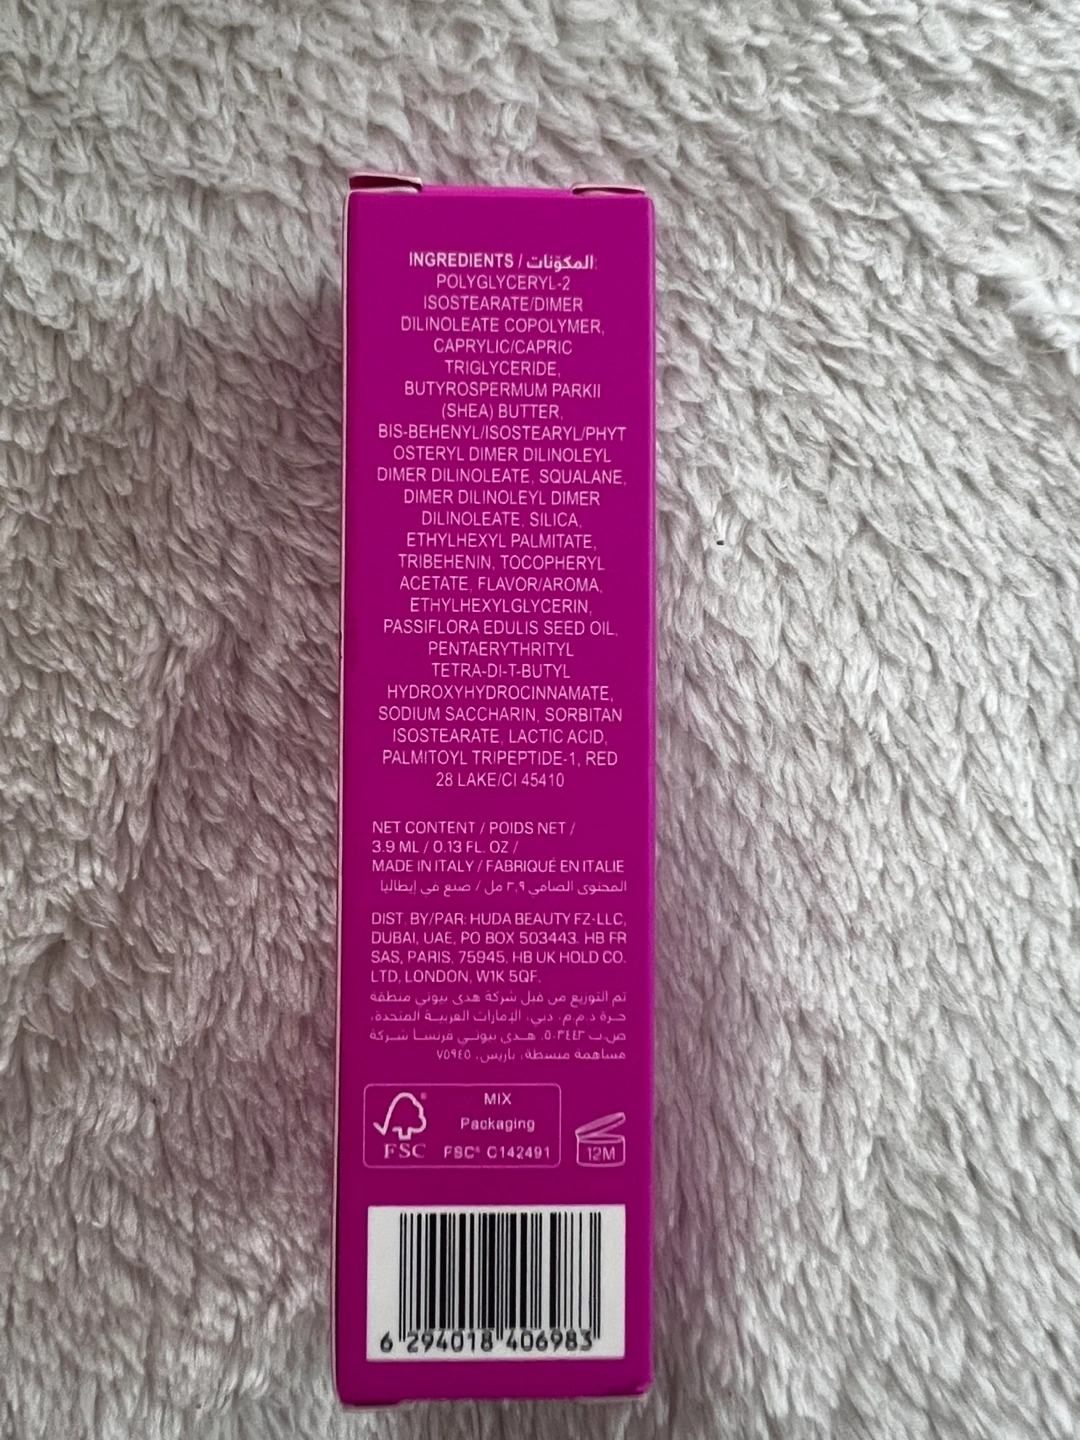 INGREDIENTS / المكوّنات:
POLYGLYCERYL-2
ISOSTEARATE/DIMER
DILINOLEATE COPOLYMER,
CAPRYLIC/CAPRIC
TRIGLYCERIDE,
BUTYROSPERMUM PARKII
(SHEA) BUTTER,
BIS-BEHENYL/ISOSTEARYL/PHYT
OSTERYL DIMER DILINOLEYL
DIMER DILINOLEATE, SQUALANE,
DIMER DILINOLEYL DIMER
DILINOLEATE, SILICA,
ETHYLHEXYL PALMITATE,
TRIBEHENIN, TOCOPHERYL
ACETATE, FLAVOR/AROMA,
ETHYLHEXYLGLYCERIN,
PASSIFLORA EDULIS SEED OIL,
PENTAERYTHRITYL
TETRA-DI-T-BUTYL
HYDROXYHYDROCINNAMATE,
SODIUM SACCHARIN, SORBITAN
ISOSTEARATE, LACTIC ACID,
PALMITOYL TRIPEPTIDE-1, RED
28 LAKE/CI 45410
NET CONTENT / POIDS NET /
3.9 ML / 0.13 FL. OZ /
MADE IN ITALY / FABRIQUÉ EN ITALIE
المحتوى الصافي ٣,٩ مل / صنع في إيطاليا
DIST. BY/PAR: HUDA BEAUTY FZ-LLC,
DUBAI, UAE, PO BOX 503443. HB FR
SAS, PARIS, 75945. HB UK HOLD CO.
LTD, LONDON, W1K 5QF.
تم التوزيع من قبل شركة هدى بيوتي منطقة
حرة ذ.م.م، دبي، الإمارات العربية المتحدة،
ص.ب ٥٠٣٤٤٣. هدى بيوتي فرنسا شركة
مساهمة مبسطة، باريس، ٧٥٩٤٥
FSC
MIX
Packaging
FSC® C142491
12M
6 294018 406983